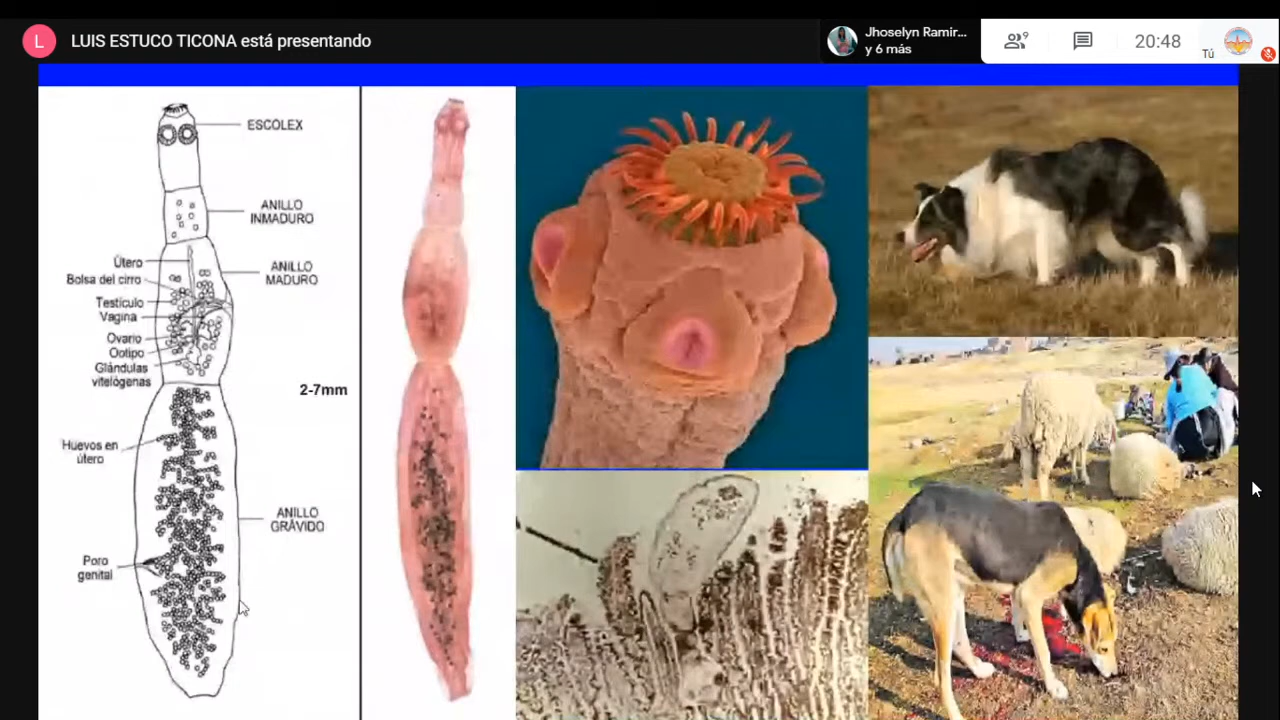 L
LUIS ESTUCO TICONA está presentando
Jhoselyn Ramir...
y 6 más
9
20:48
Tú
ESCOLEX
ANILLO
INMADURO
ANILLO
MADURO
Útero
Bolsa del cirro
Testículo
Vagina
Ovario
Ootipo
Glándulas
vitelógenas
2-7mm
Huevos en
útero
ANILLO
GRÁVIDO
Poro
genital